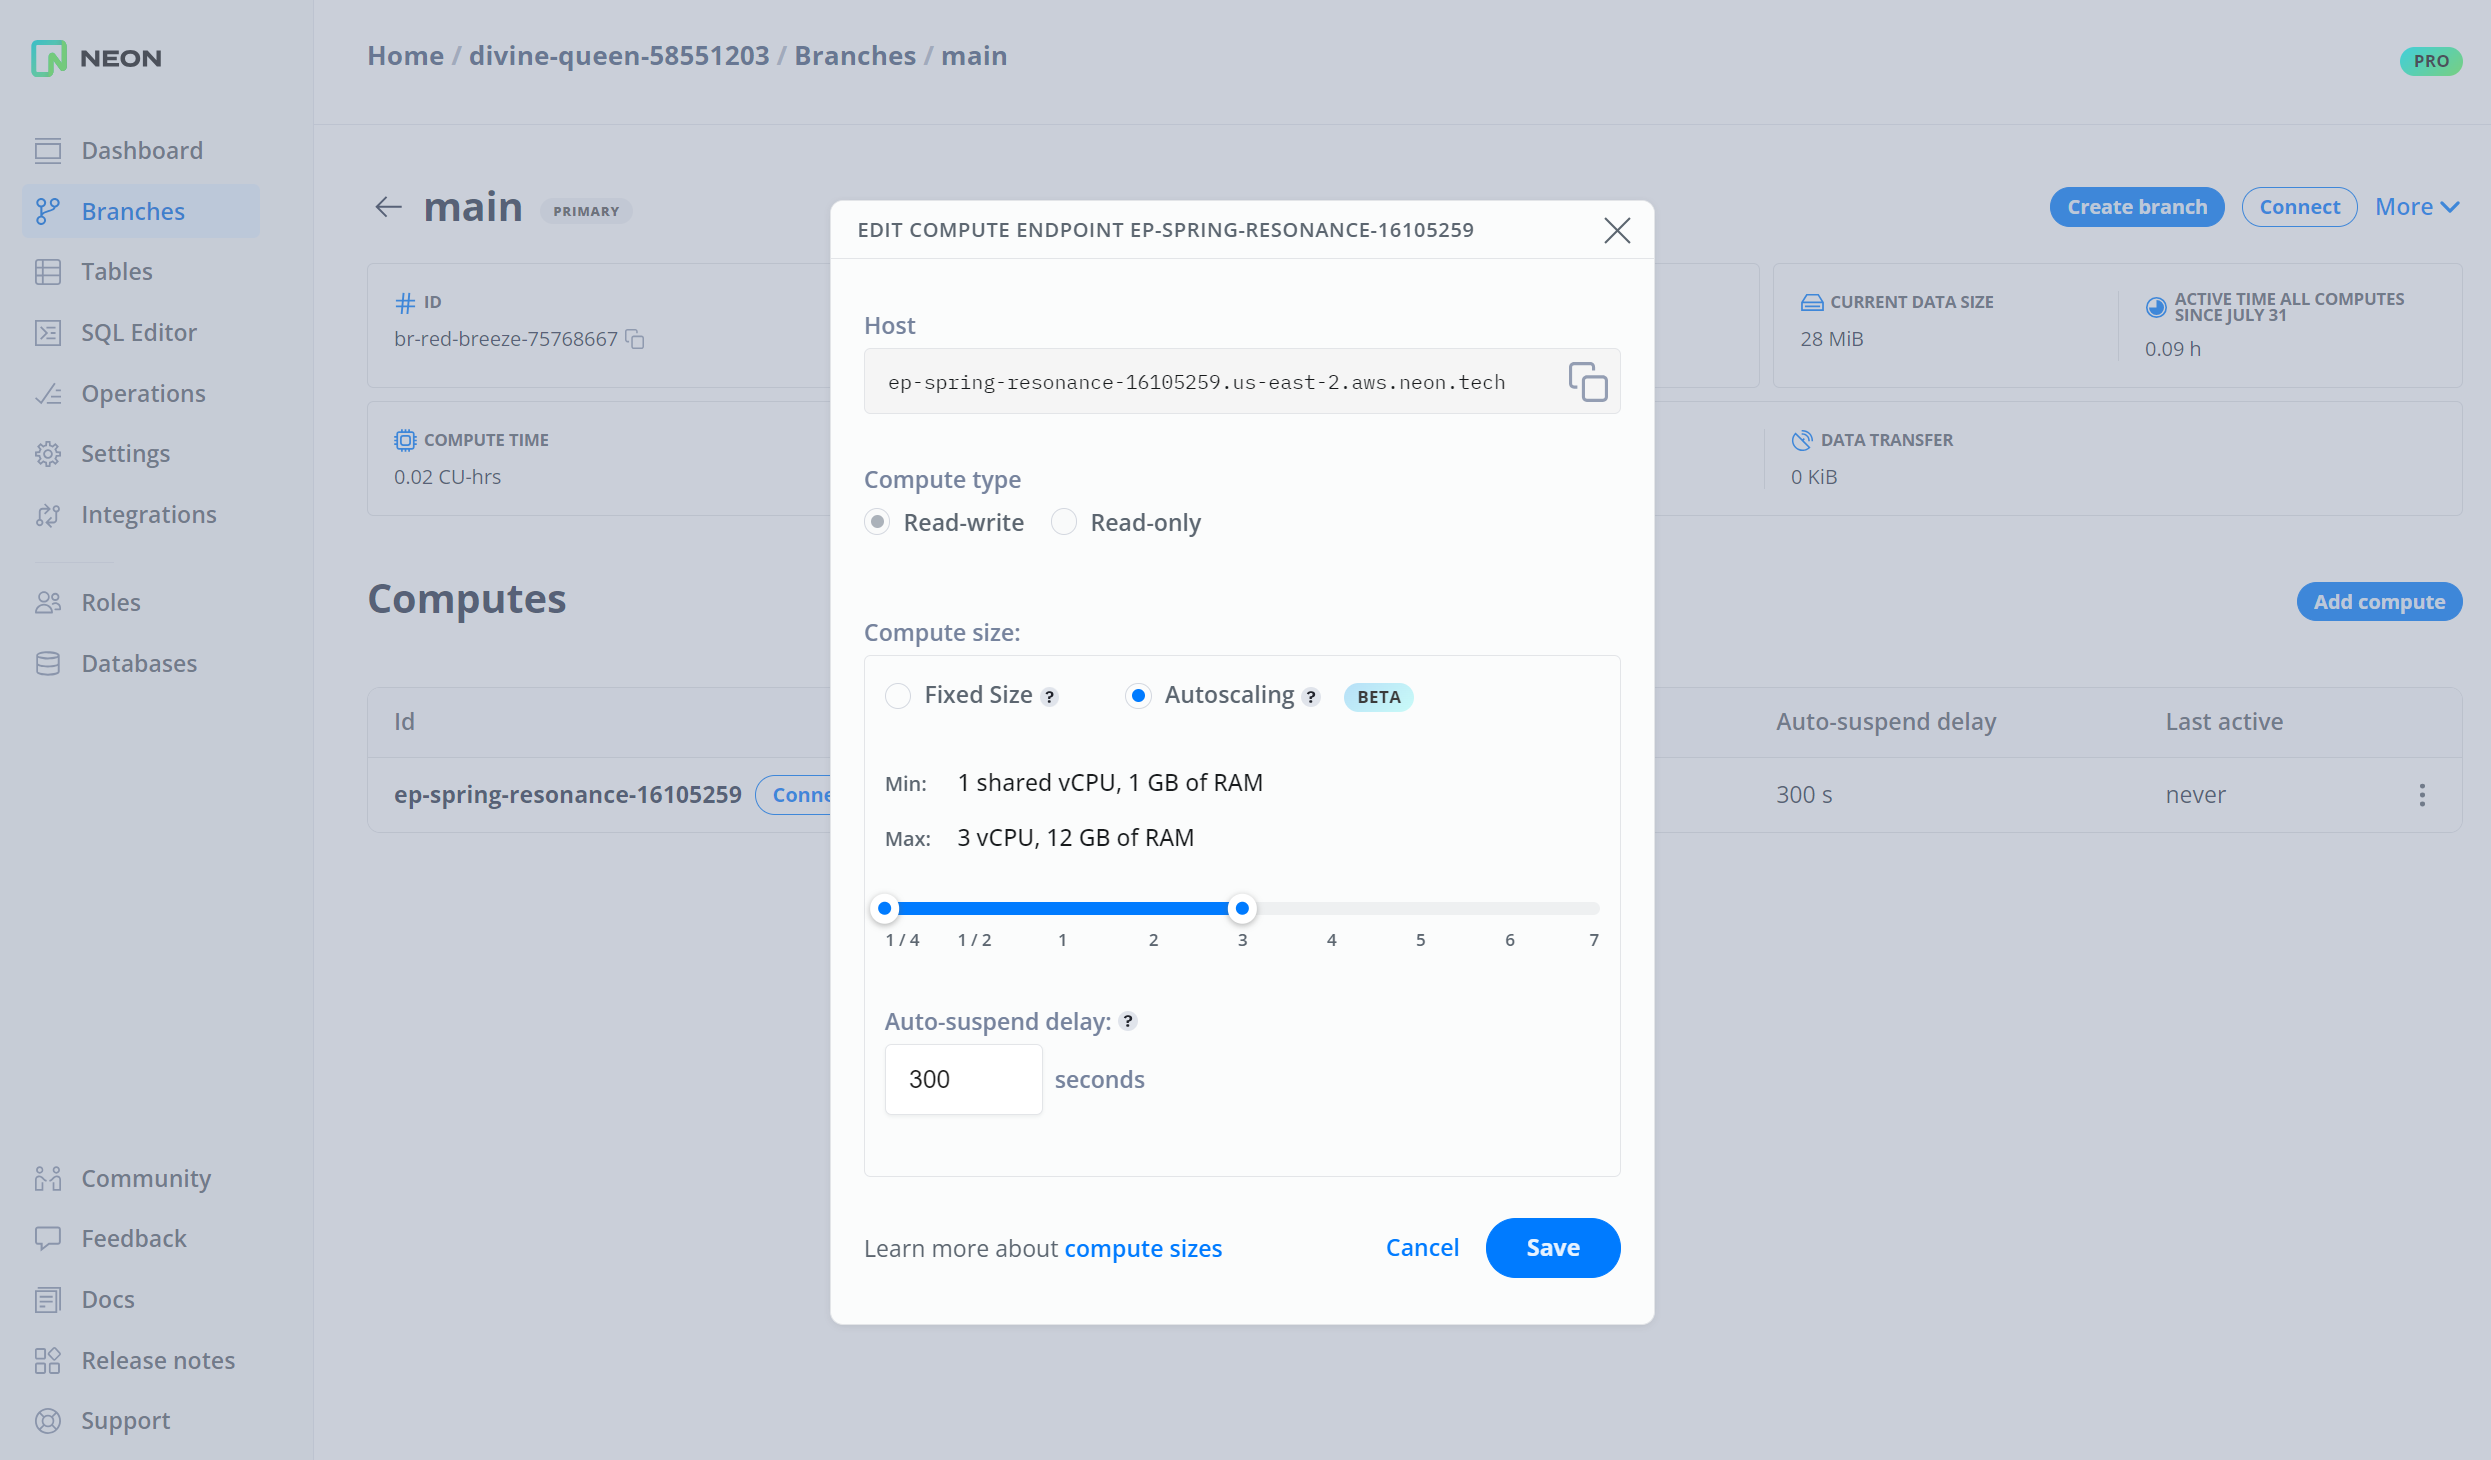 NEON
Home / divine-queen-58551203 / Branches / main
PRO
Dashboard
Branches
Tables
SQL Editor
Operations
Settings
Integrations
Roles
Databases
Community
Feedback
Docs
Release notes
Support
main PRIMARY
Create branch
Connect
More
ID
br-red-breeze-75768667
CURRENT DATA SIZE
28 MiB
ACTIVE TIME ALL COMPUTES
SINCE JULY 31
0.09 h
COMPUTE TIME
0.02 CU-hrs
DATA TRANSFER
0 KiB
Computes
Add compute
Id
Auto-suspend delay
Last active
ep-spring-resonance-16105259
300 s
never
EDIT COMPUTE ENDPOINT EP-SPRING-RESONANCE-16105259
Host
ep-spring-resonance-16105259.us-east-2.aws.neon.tech
Compute type
Read-write Read-only
Compute size:
Fixed Size ? Autoscaling ? BETA
Min: 1 shared vCPU, 1 GB of RAM
Max: 3 vCPU, 12 GB of RAM
1 / 4 1 / 2 1 2 3 4 5 6 7
Auto-suspend delay: ?
300 seconds
Learn more about compute sizes
Cancel
Save